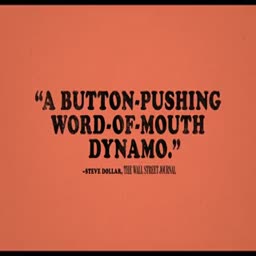 “A BUTTON-PUSHING
WORD-OF-MOUTH
DYNAMO.”
–STEVE DOLLAR, THE WALL STREET JOURNAL